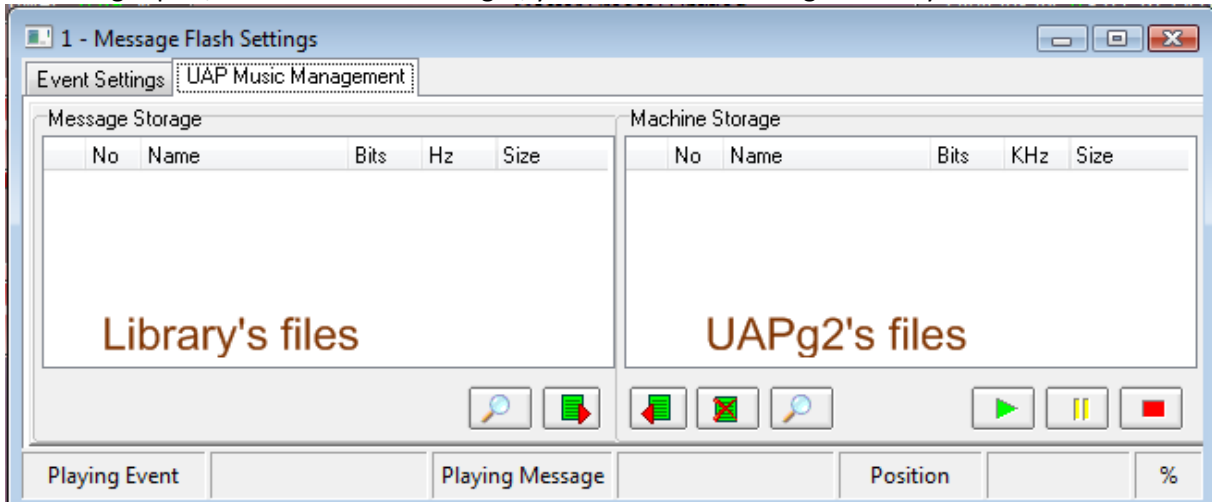 1 - Message Flash Settings
Event Settings UAP Music Management
Message Storage Machine Storage
No Name Bits Hz Size No Name Bits KHz Size
Library's files UAPg2's files
Playing Event Playing Message Position %